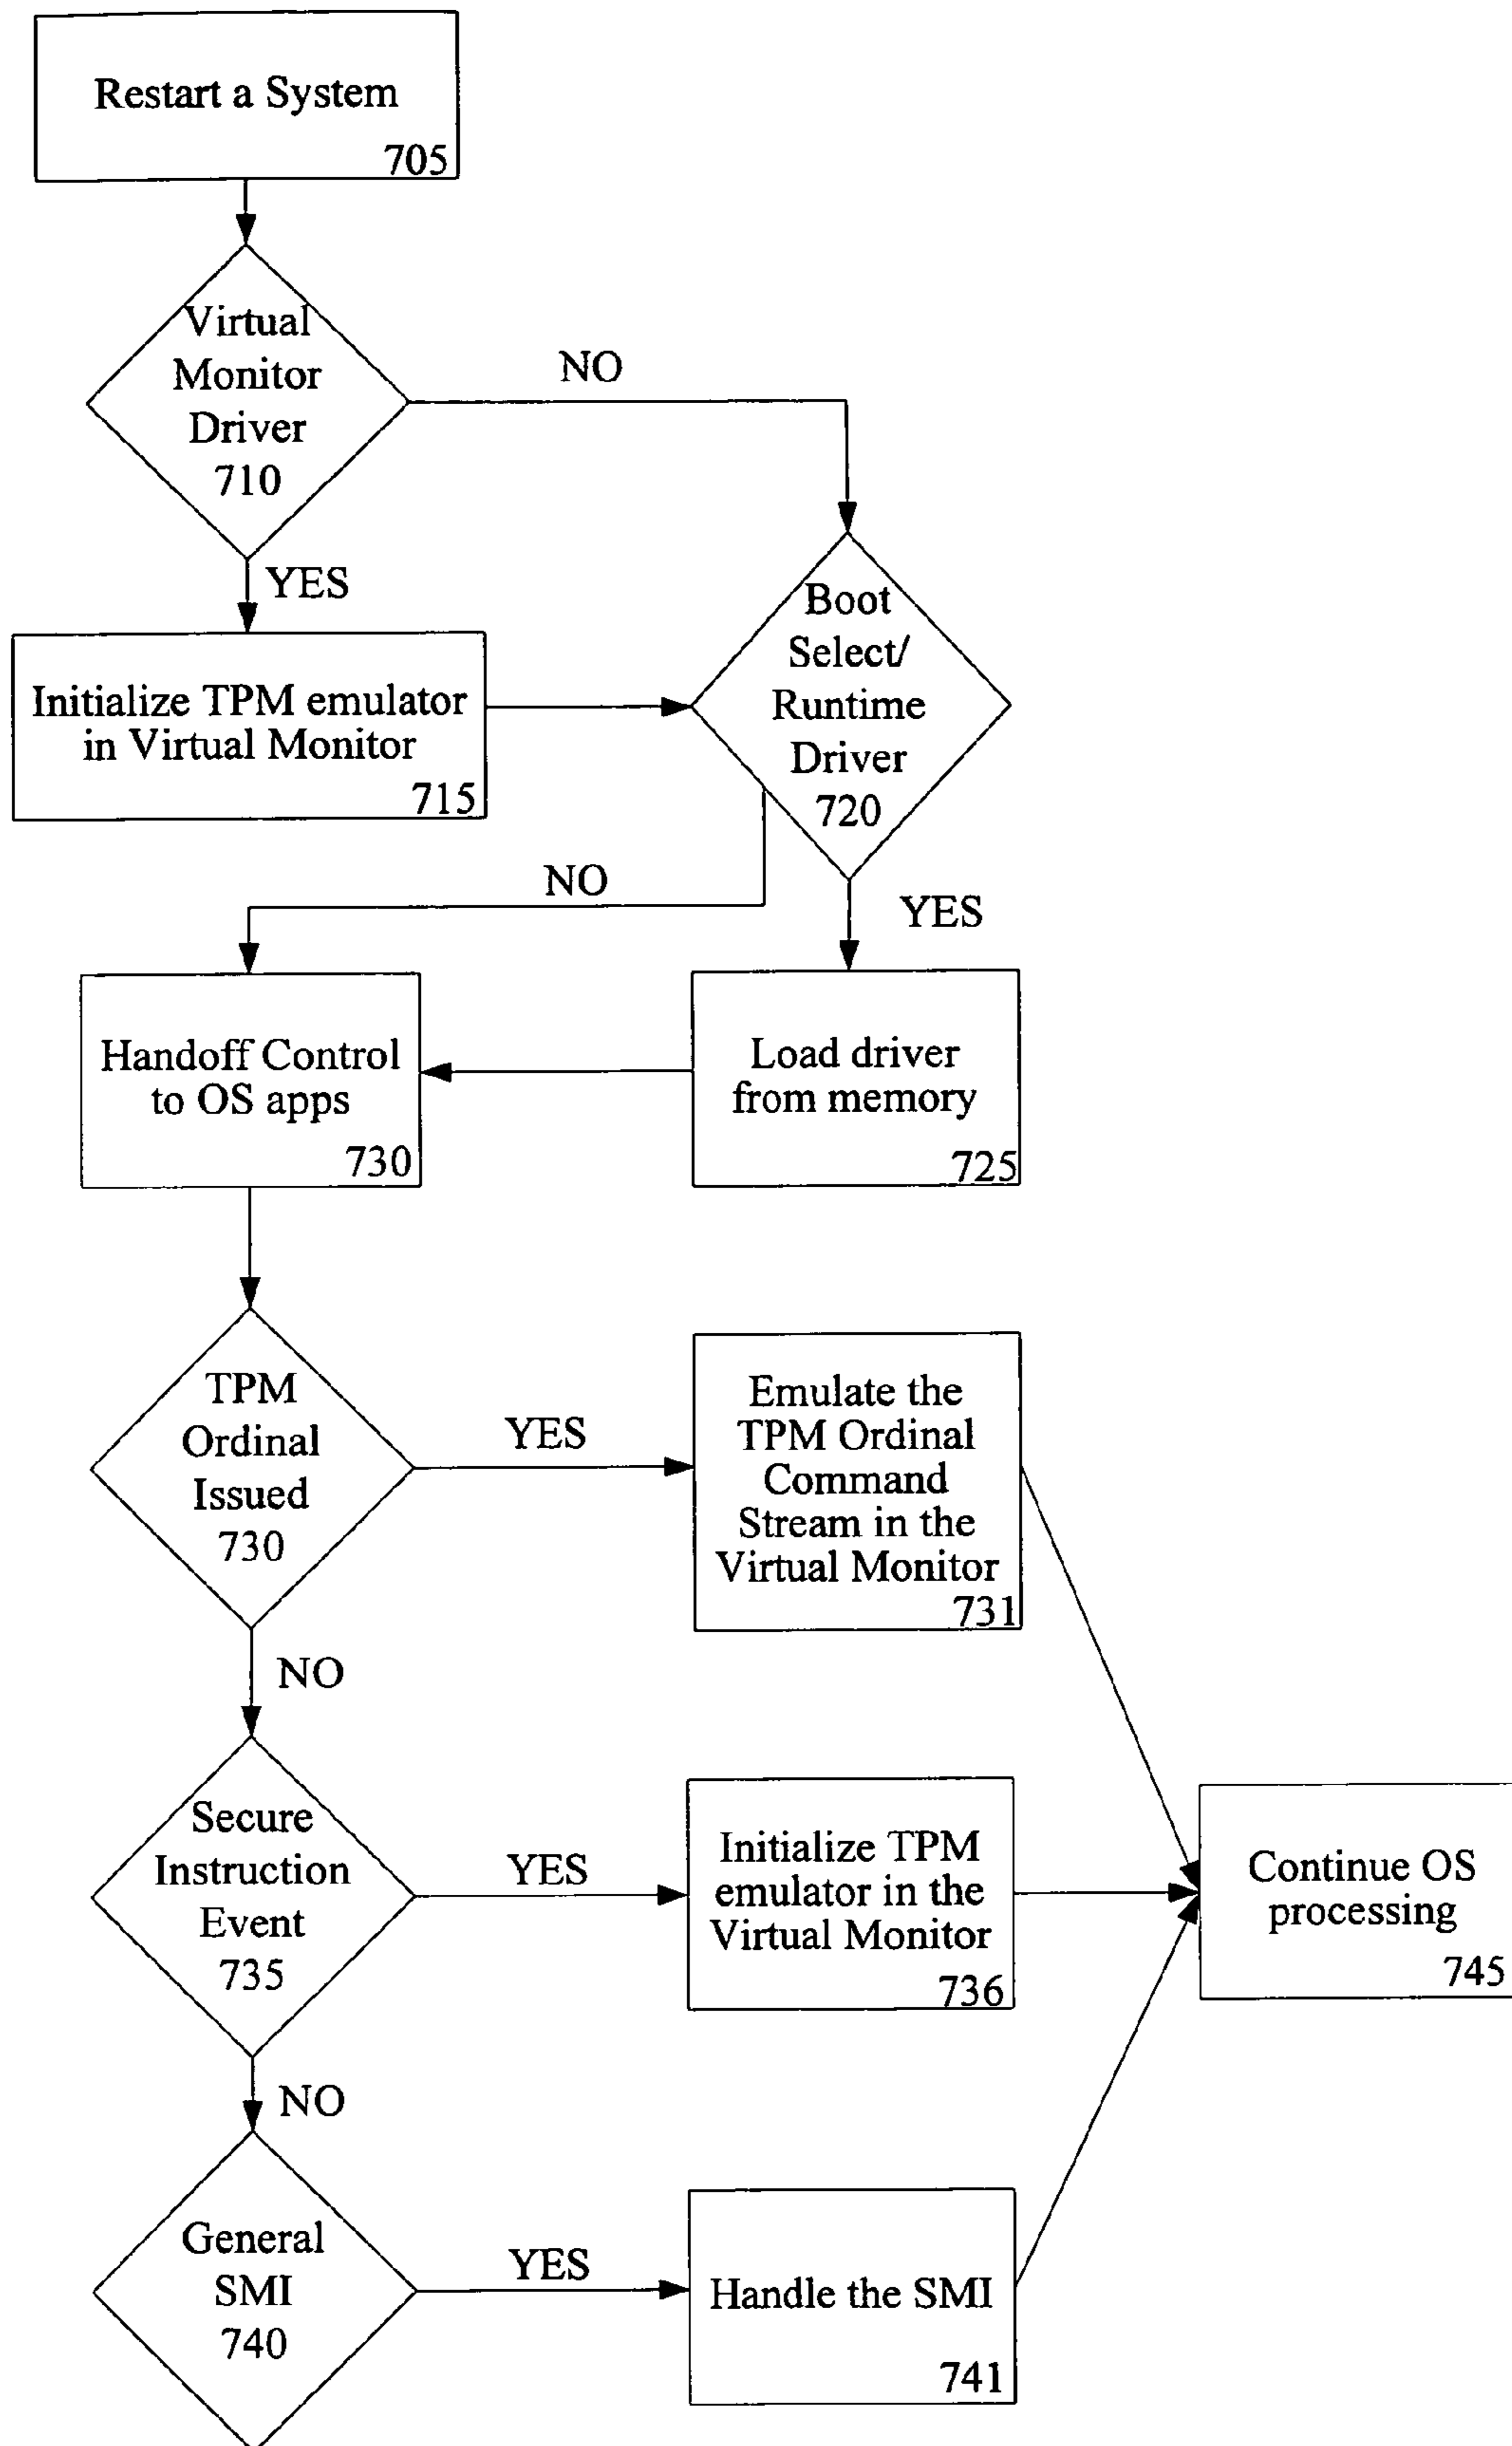 Restart a System
705
Virtual
Monitor
Driver
710
NO
YES
Initialize TPM emulator
in Virtual Monitor
715
Boot
Select/
Runtime
Driver
720
NO
YES
Handoff Control
to OS apps
730
Load driver
from memory
725
TPM
Ordinal
Issued
730
YES
Emulate the
TPM Ordinal
Command
Stream in the
Virtual Monitor
731
NO
Secure
Instruction
Event
735
YES
Initialize TPM
emulator in the
Virtual Monitor
736
Continue OS
processing
745
NO
General
SMI
740
YES
Handle the SMI
741